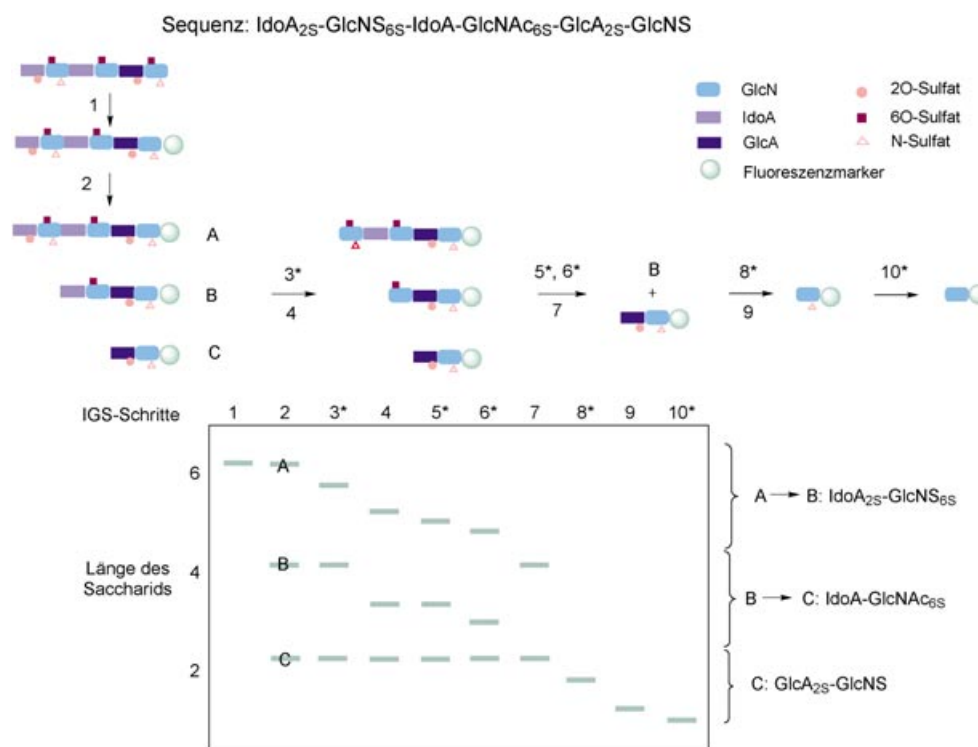 Sequenz: IdoA2S-GlcNS6S-IdoA-GlcNAc6S-GlcA2S-GlcNS
GlcN
IdoA
GlcA
Fluoreszenzmarker
2O-Sulfat
6O-Sulfat
N-Sulfat
1
2
A
B
C
3*
4
5*, 6*
7
B
+
8*
9
10*
IGS-Schritte 1 2 3* 4 5* 6* 7 8* 9 10*
Länge des
Saccharids
6
4
2
A
B
C
A → B: IdoA2S-GlcNS6S
B → C: IdoA-GlcNAc6S
C: GlcA2S-GlcNS